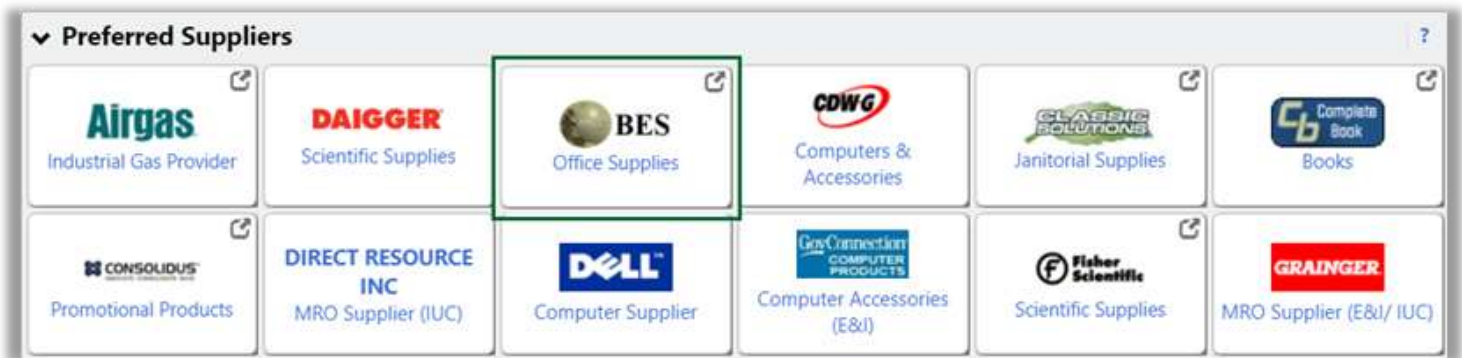 Preferred Suppliers
?
Airgas
Industrial Gas Provider
DAIGGER
Scientific Supplies
BES
Office Supplies
CDW-G
Computers &
Accessories
CLASSIC
SOLUTIONS
Janitorial Supplies
Cb
Complete
Book
Books
CONSOLIDUS
Promotional Products
DIRECT RESOURCE
INC
MRO Supplier (IUC)
DELL
Computer Supplier
GovConnection
COMPUTER
PRODUCTS
Computer Accessories
(E&I)
Fisher
Scientific
Scientific Supplies
GRAINGER
MRO Supplier (E&I/ IUC)